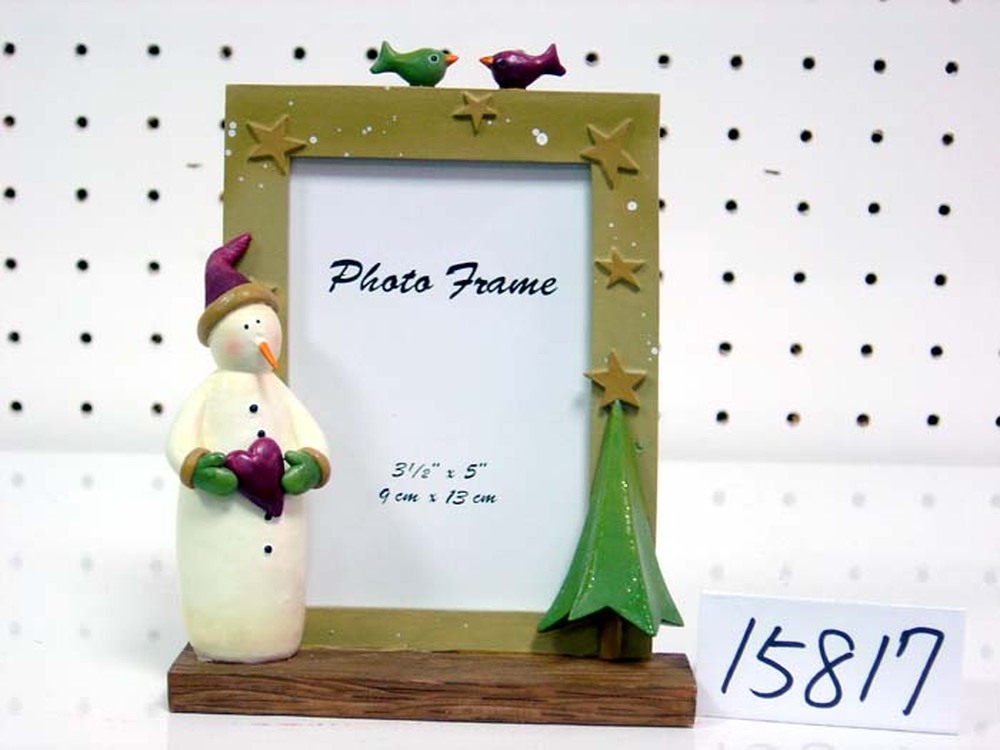 Photo Frame
3½" x 5"
9 cm x 13 cm
15817